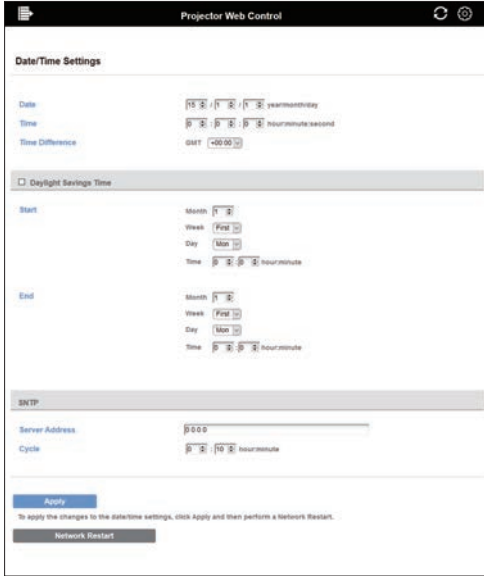 Projector Web Control
Date/Time Settings
Date 15 / 1 / 1 year/month/day
Time 0 : 0 : 0 hour:minute:second
Time Difference GMT +00:00
Daylight Savings Time
Start Month 1
Week First
Day Mon
Time 0 : 0 hour:minute
End Month 1
Week First
Day Mon
Time 0 : 0 hour:minute
SNTP
Server Address 0.0.0.0
Cycle 0 : 10 hour:minute
Apply
To apply the changes to the date/time settings, click Apply and then perform a Network Restart.
Network Restart